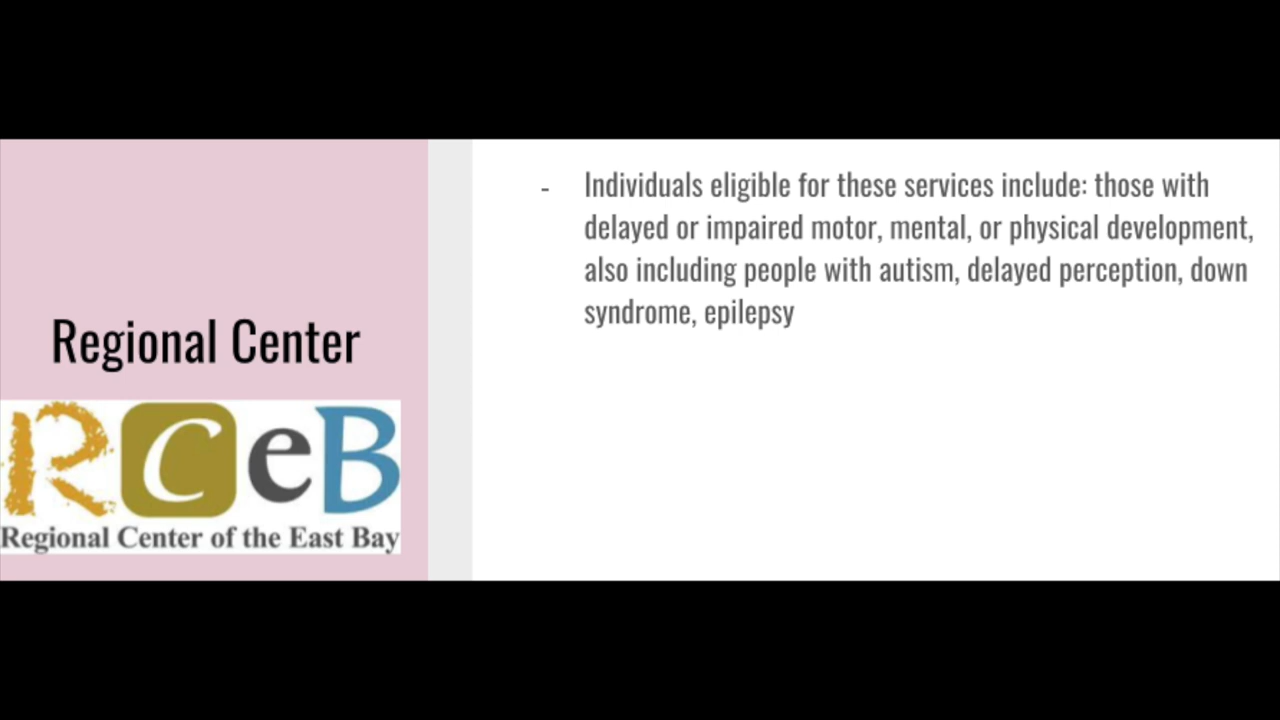 Regional Center
RCeB
Regional Center of the East Bay
- Individuals eligible for these services include: those with
delayed or impaired motor, mental, or physical development,
also including people with autism, delayed perception, down
syndrome, epilepsy